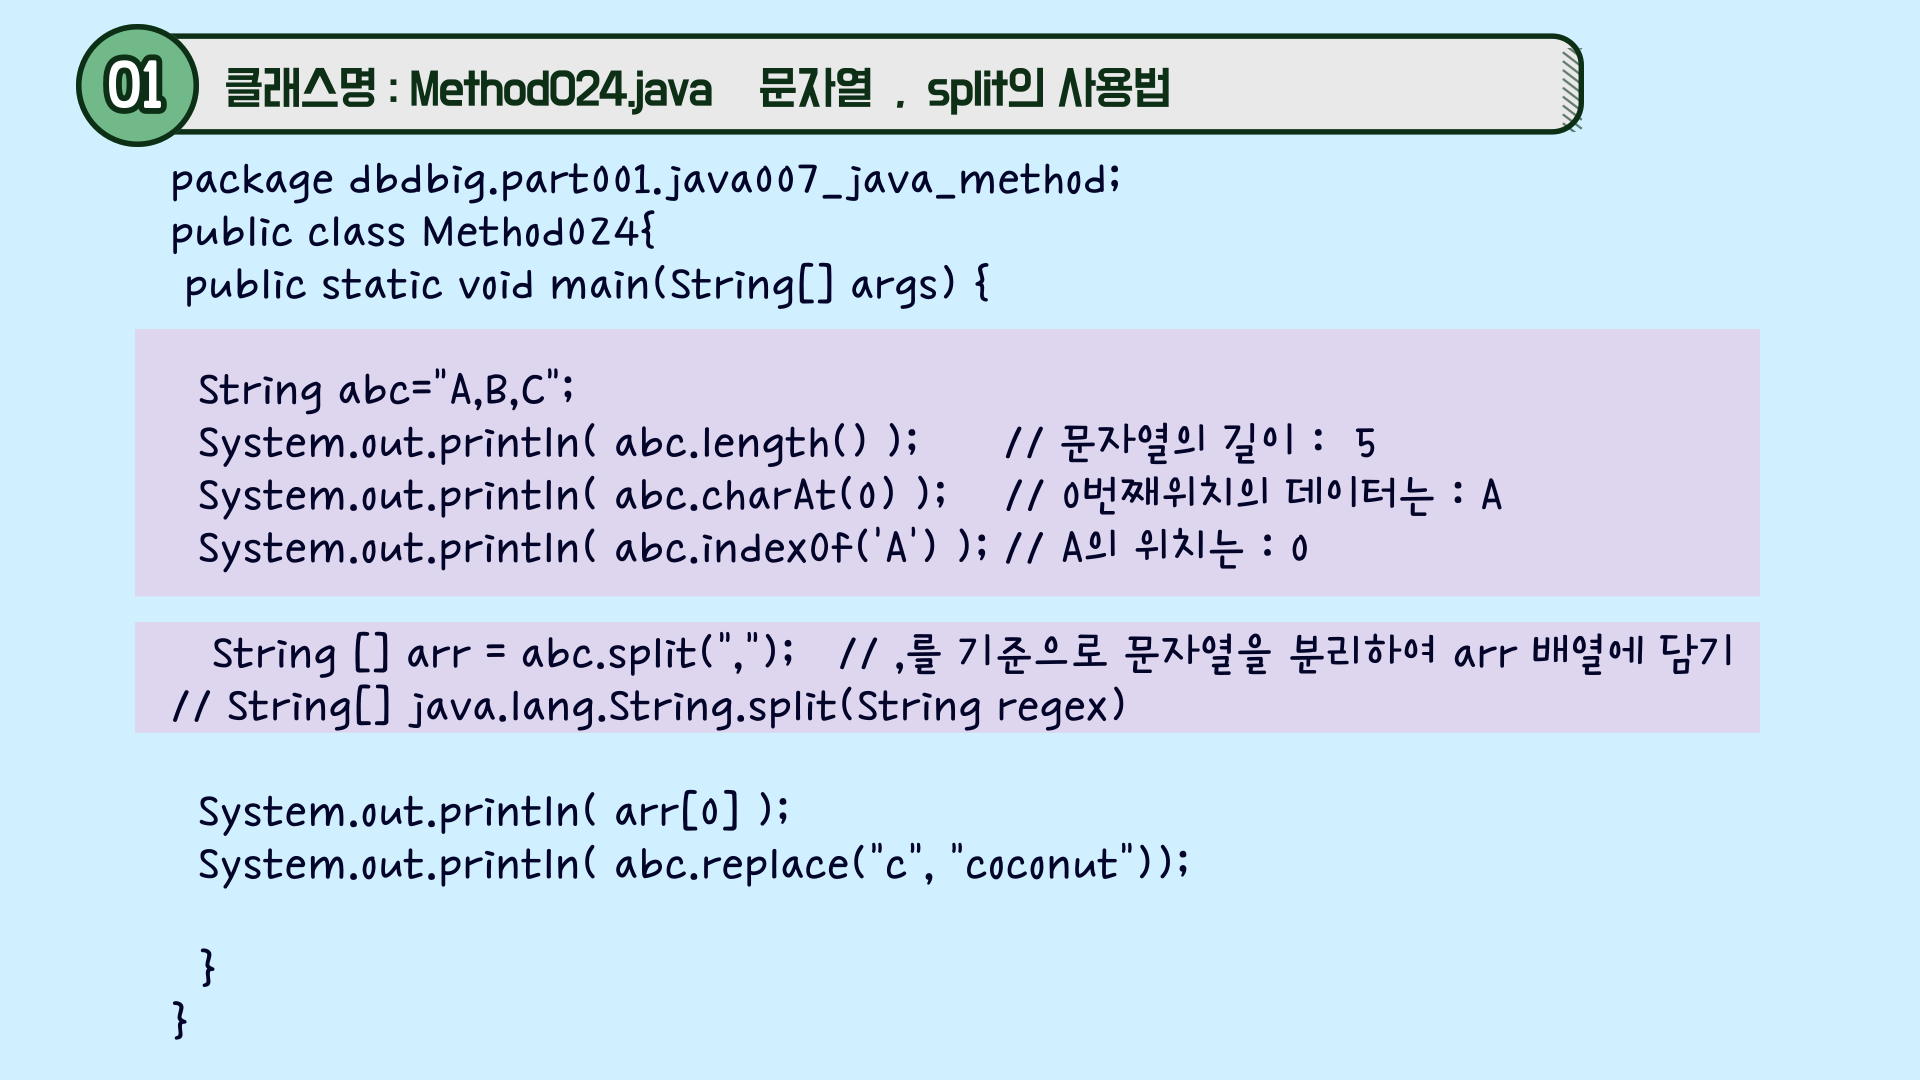 01
클래스명 : Method024.java 문자열 , split의 사용법
package dbdbig.part001.java007_java_method;
public class Method024{
public static void main(String[] args) {
String abc="A,B,C";
System.out.println( abc.length() ); // 문자열의 길이 : 5
System.out.println( abc.charAt(0) ); // 0번째위치의 데이터는 : A
System.out.println( abc.indexOf('A') ); // A의 위치는 : 0
String [] arr = abc.split(","); // ,를 기준으로 문자열을 분리하여 arr 배열에 담기
// String[] java.lang.String.split(String regex)
System.out.println( arr[0] );
System.out.println( abc.replace("c", "coconut"));
}
}